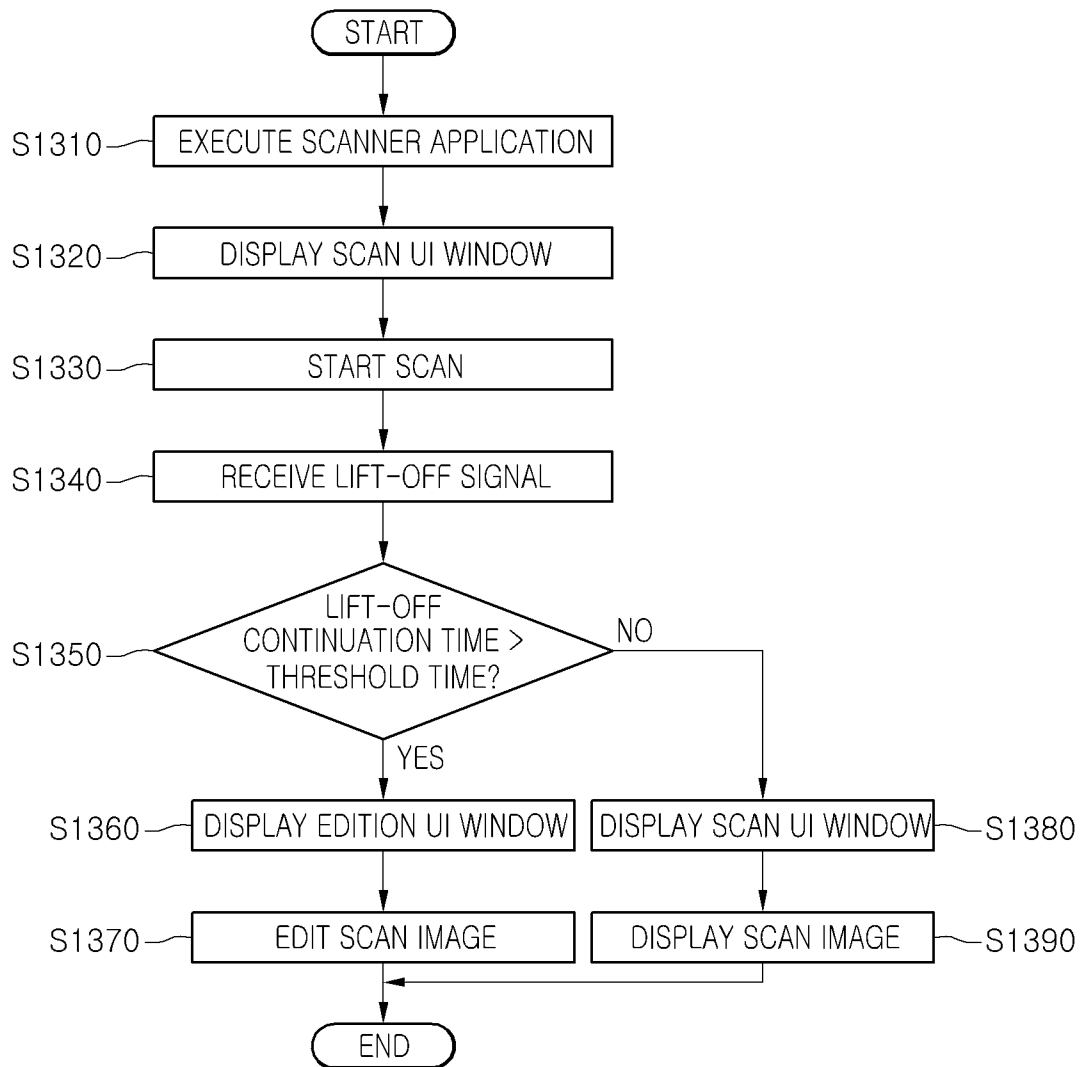 START
S1310
EXECUTE SCANNER APPLICATION
S1320
DISPLAY SCAN UI WINDOW
S1330
START SCAN
S1340
RECEIVE LIFT-OFF SIGNAL
S1350
LIFT-OFF
CONTINUATION TIME >
THRESHOLD TIME?
NO
YES
S1360
DISPLAY EDITION UI WINDOW
DISPLAY SCAN UI WINDOW
S1380
S1370
EDIT SCAN IMAGE
DISPLAY SCAN IMAGE
S1390
END